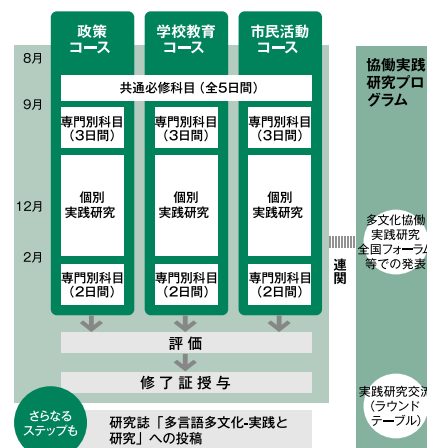 政策
コース
学校教育
コース
市民活動
コース
8月
共通必修科目（全5日間）
9月
専門別科目
（3日間）
専門別科目
（3日間）
専門別科目
（3日間）
12月
個別
実践研究
個別
実践研究
個別
実践研究
2月
専門別科目
（2日間）
専門別科目
（2日間）
専門別科目
（2日間）
評価
修了証授与
さらなる
ステップも
研究誌「多言語多文化-実践と
研究」への投稿
連関
協働実践
研究プロ
グラム
多文化協働
実践研究
全国フォーラム
等での発表
実践研究交流
（ラウンド
テーブル）